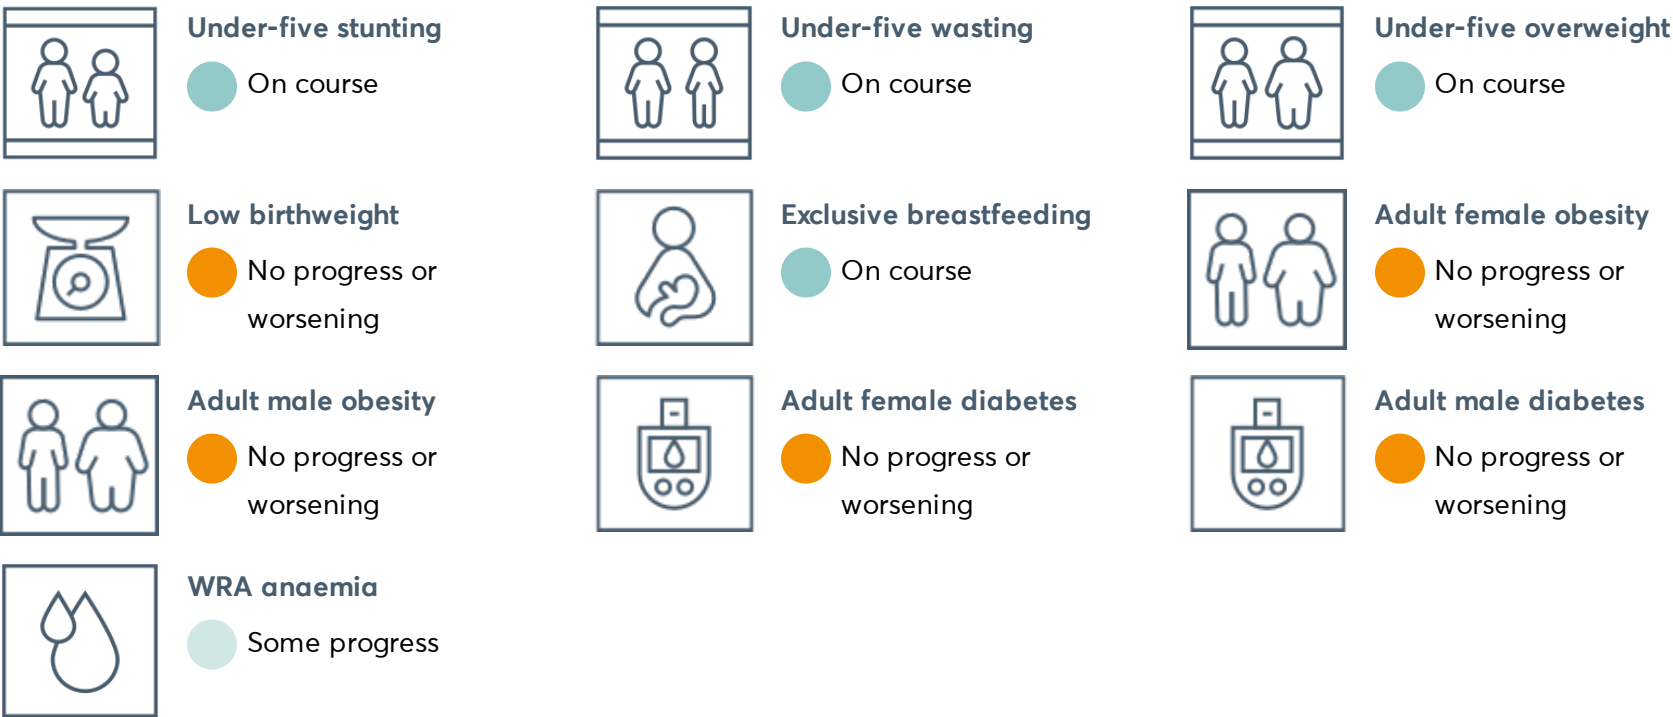 Under-five stunting
On course
Under-five wasting
On course
Under-five overweight
On course
Low birthweight
No progress or
worsening
Exclusive breastfeeding
On course
Adult female obesity
No progress or
worsening
Adult male obesity
No progress or
worsening
Adult female diabetes
No progress or
worsening
Adult male diabetes
No progress or
worsening
WRA anaemia
Some progress